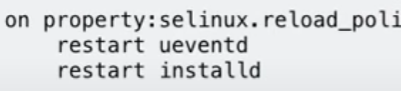 on property:selinux.reload_poli
restart ueventd
restart installd